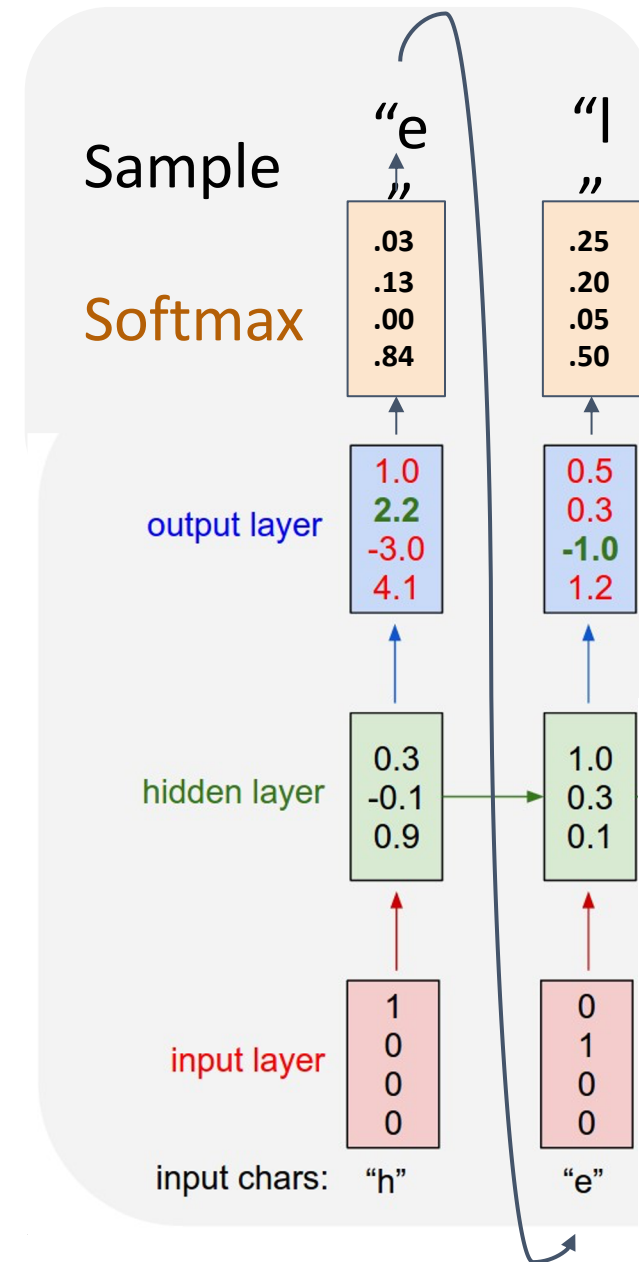 “e “l
Sample ” ”
.03 .25
.13 .20
Softmax .00 .05
.84 .50
1.0 0.5
output layer 2.2 0.3
-3.0 -1.0
4.1 1.2
0.3 1.0
hidden layer -0.1 0.3
0.9 0.1
1 0
input layer 0 1
0 0
0 0
input chars: “h” “e”